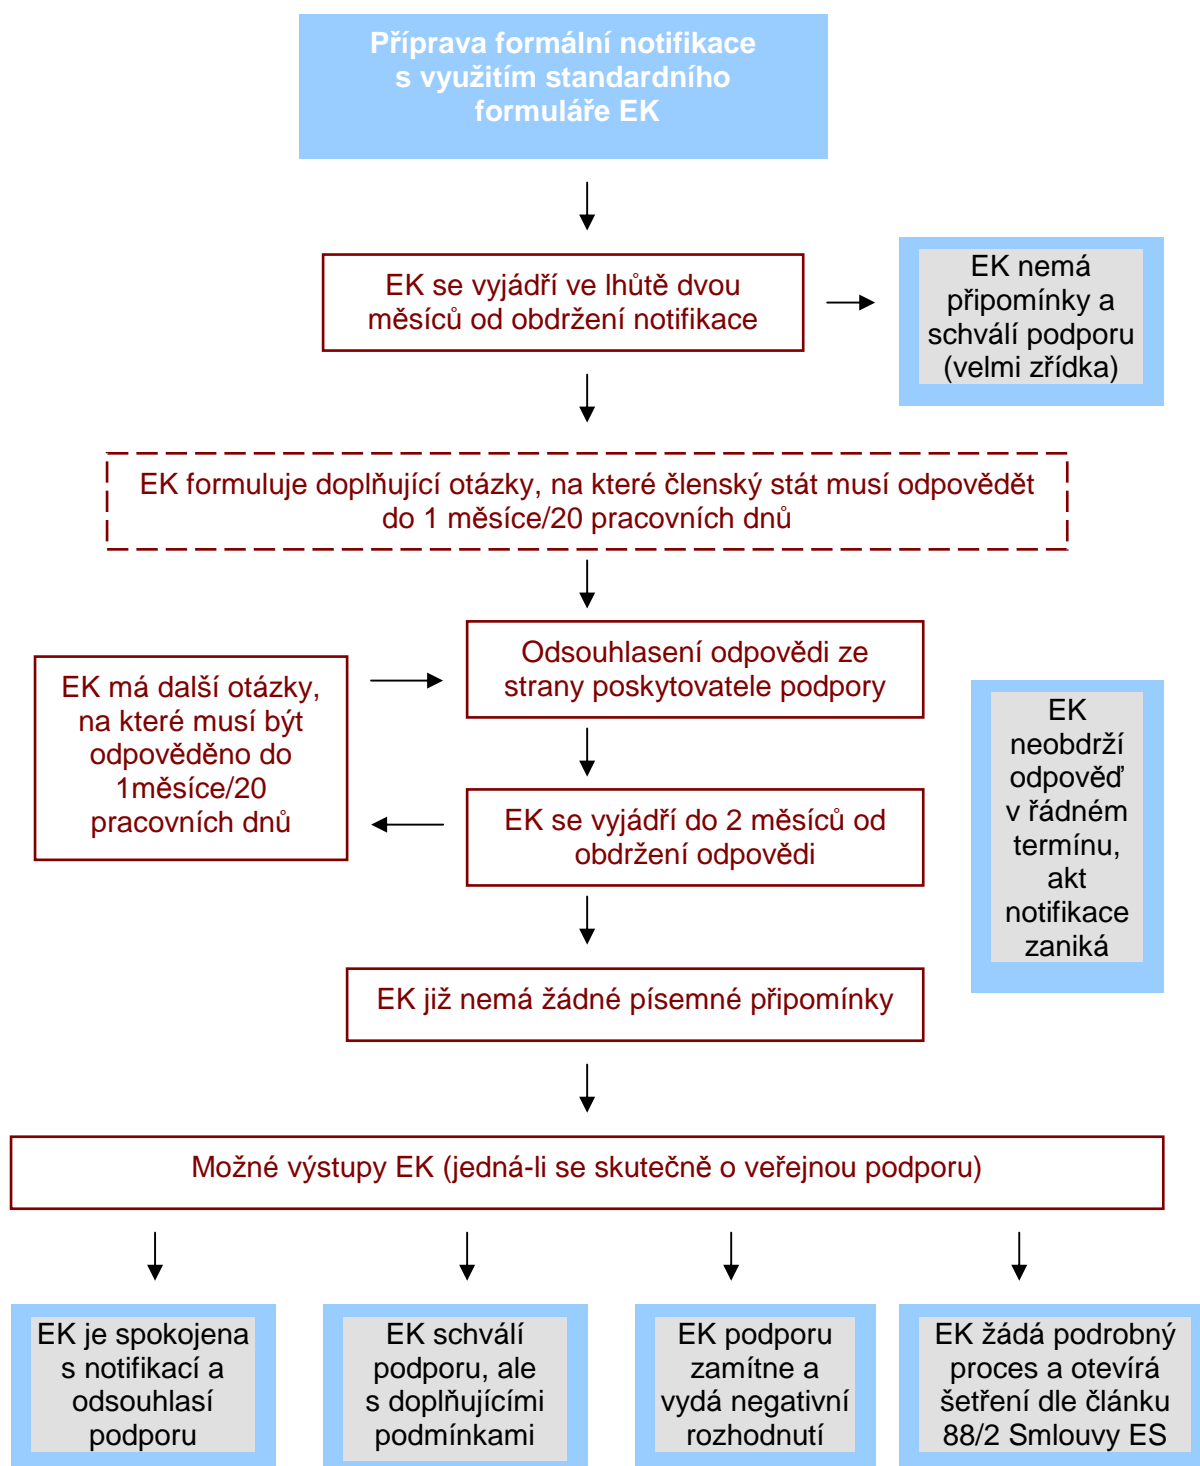 Příprava formální notifikace
s využitím standardního
formuláře EK
EK se vyjádří ve lhůtě dvou
měsíců od obdržení notifikace
EK nemá
připomínky a
schválí podporu
(velmi zřídka)
EK formuluje doplňující otázky, na které členský stát musí odpovědět
do 1 měsíce/20 pracovních dnů
Odsouhlasení odpovědi ze
strany poskytovatele podpory
EK má další otázky,
na které musí být
odpověděno do
1měsíce/20
pracovních dnů
EK
neobdrží
odpověď
v řádném
termínu,
akt
notifikace
zaniká
EK se vyjádří do 2 měsíců od
obdržení odpovědi
EK již nemá žádné písemné připomínky
Možné výstupy EK (jedná-li se skutečně o veřejnou podporu)
EK je spokojena
s notifikací a
odsouhlasí
podporu
EK schválí
podporu, ale
s doplňujícími
podmínkami
EK podporu
zamítne a
vydá negativní
rozhodnutí
EK žádá podrobný
proces a otevírá
šetření dle článku
88/2 Smlouvy ES